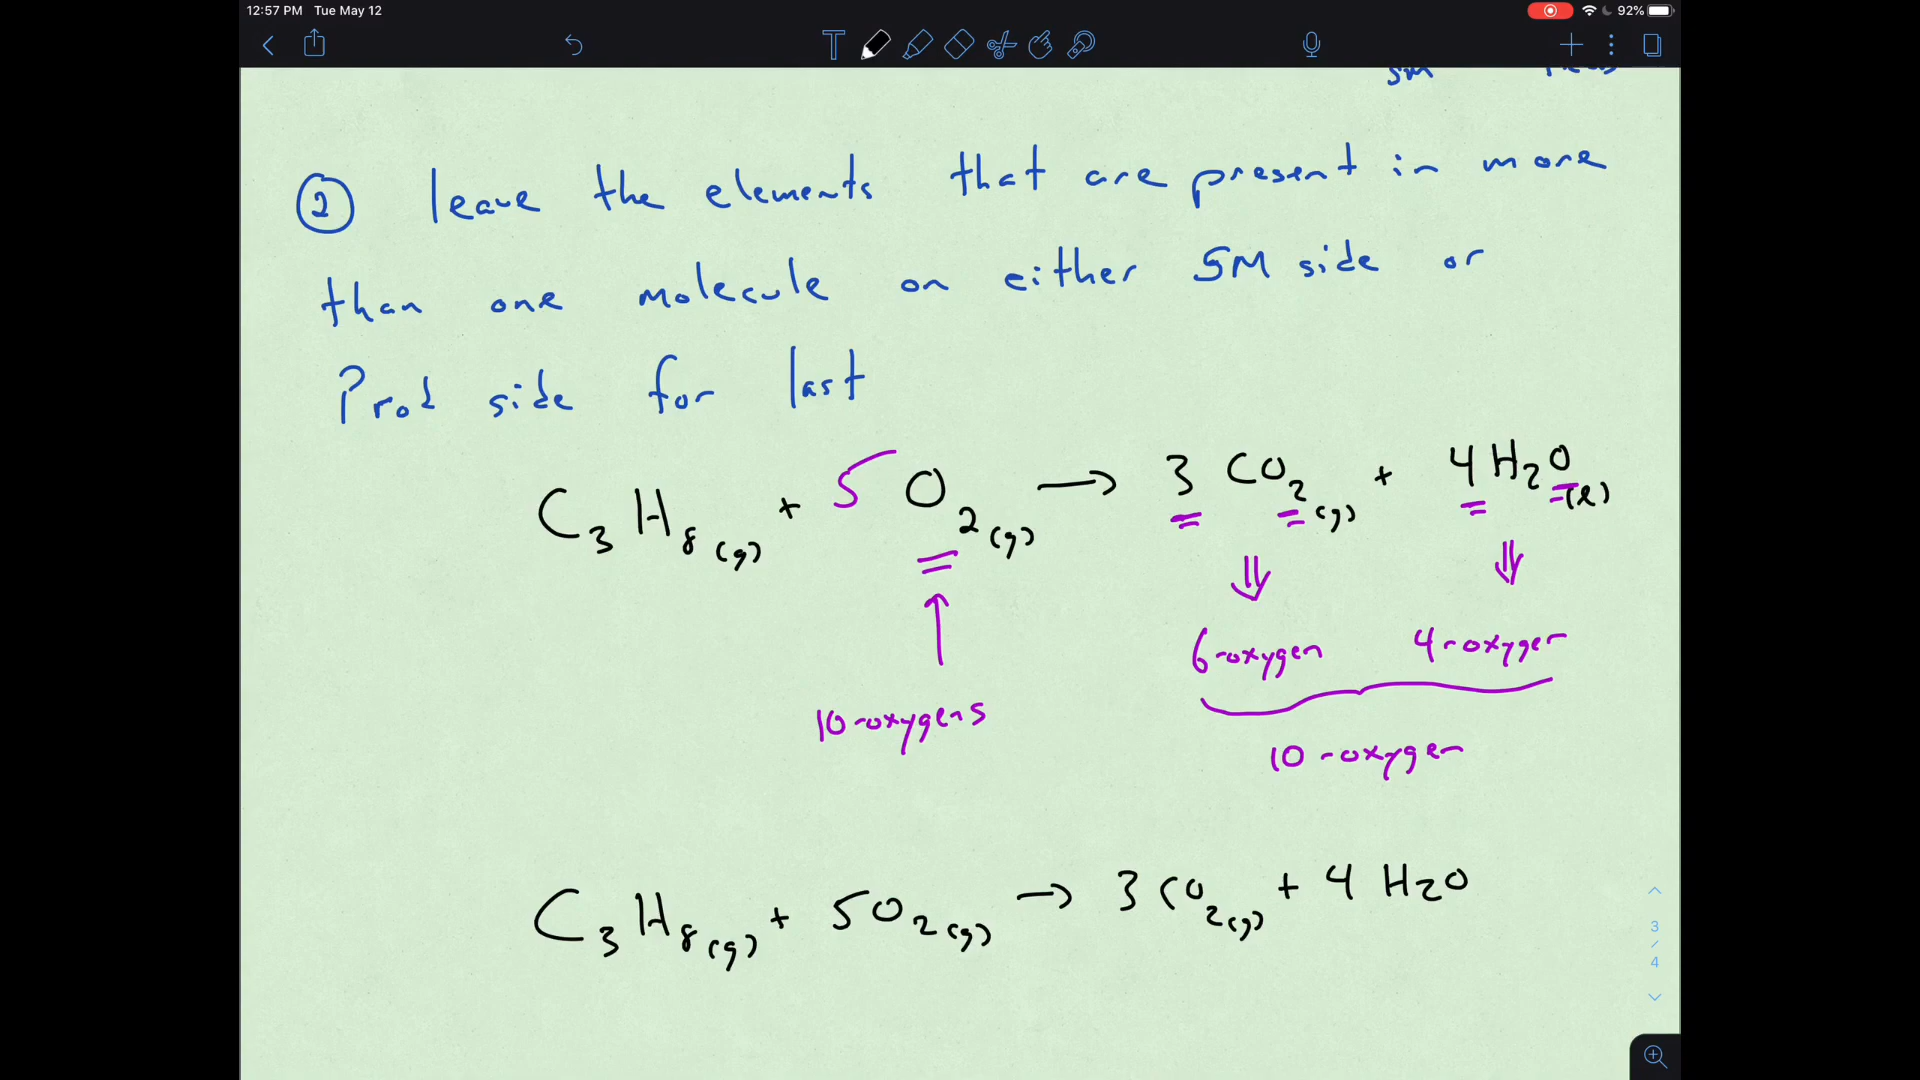 12:57 PM Tue May 12
92%
sm
② leave the elements that are present in more
than one molecule on either SM side or
Prod side for last
C₃H₈(g) + 5 O₂(g) → 3 CO₂(g) + 4 H₂O(l)
6-oxygen 4-oxygen
10-oxygens
10-oxygen
C₃H₈(g) + 5O₂(g) → 3 CO₂(g) + 4 H₂O
3
/
4